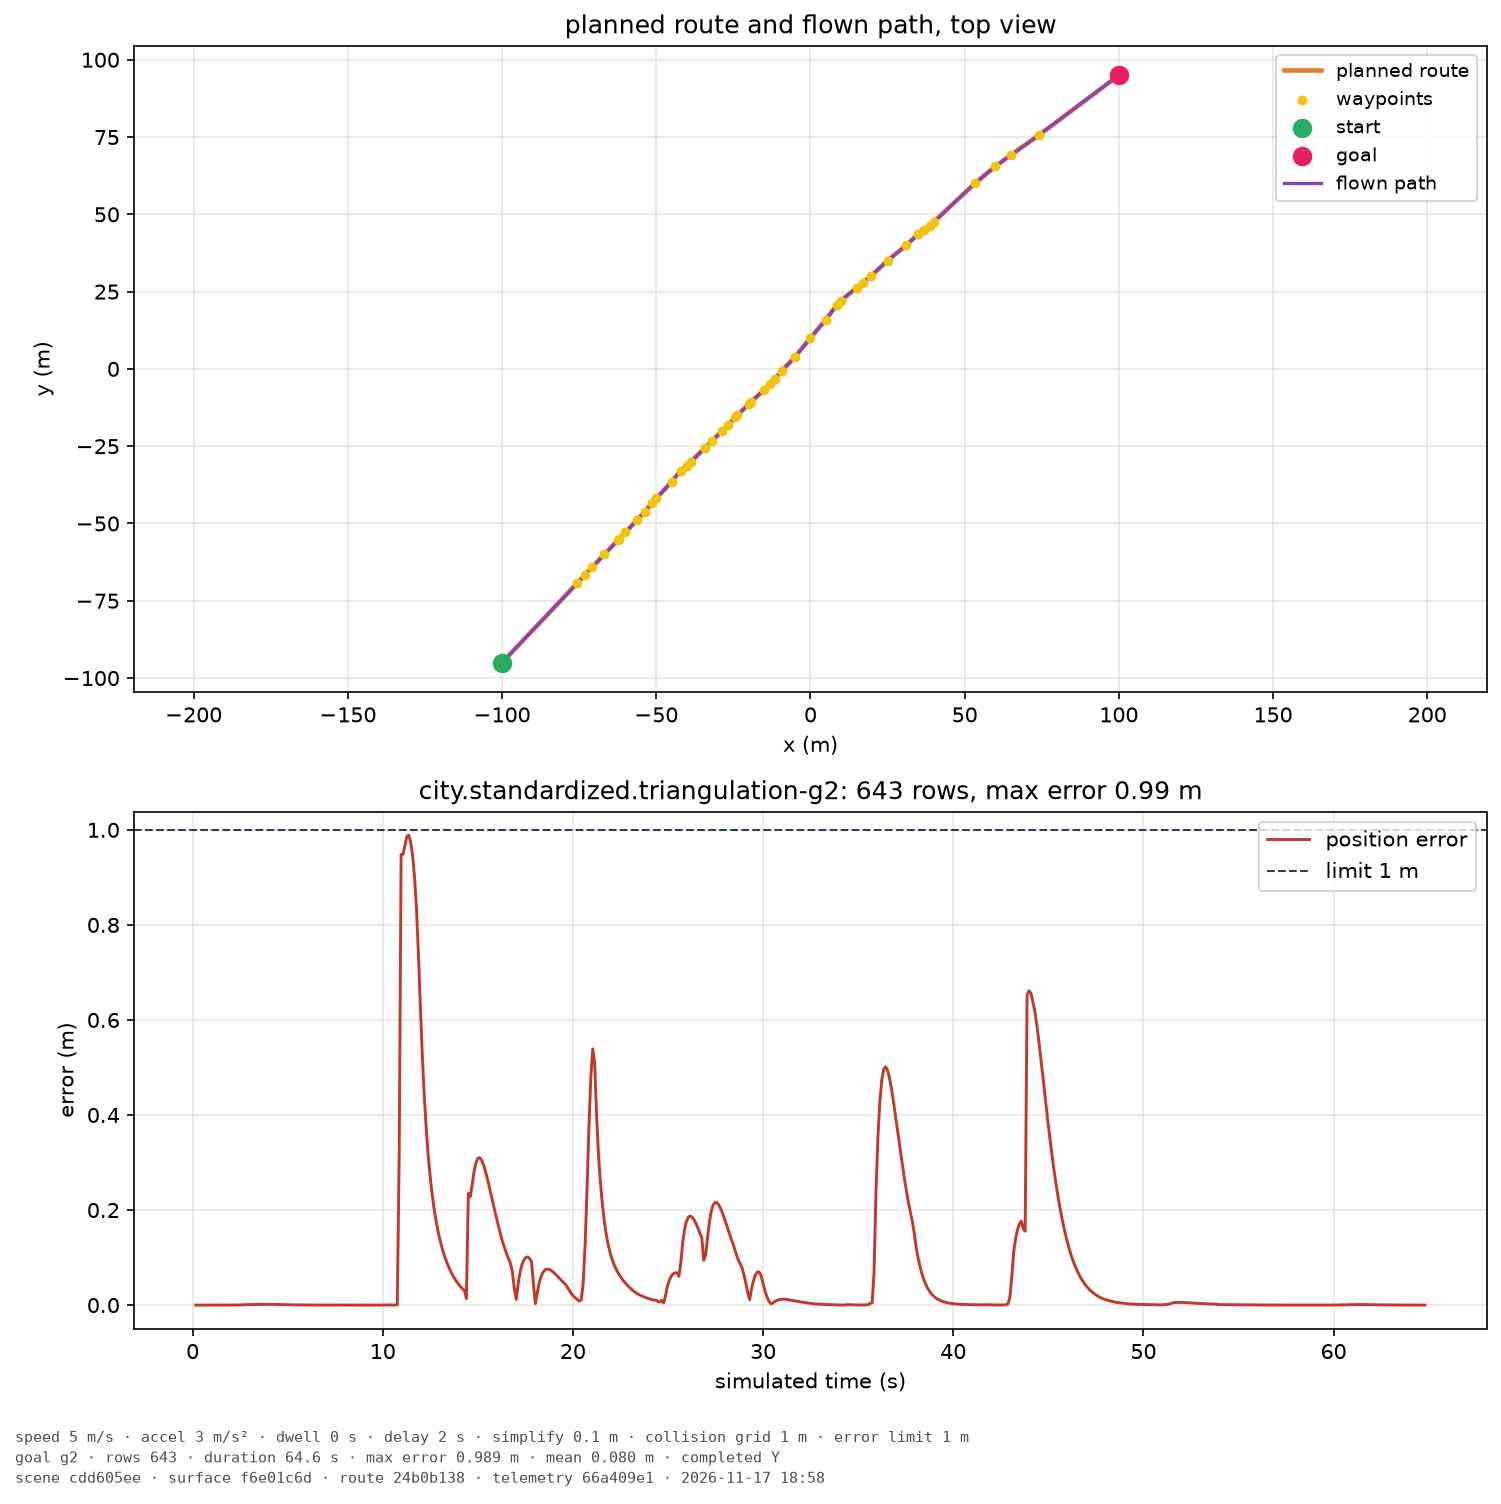 planned route and flown path, top view
100
75
50
25
0
−25
−50
−75
−100
y (m)
planned route
waypoints
start
goal
flown path
−200
−150
−100
−50
0
50
100
150
200
x (m)
city.standardized.triangulation-g2: 643 rows, max error 0.99 m
1.0
0.8
0.6
0.4
0.2
0.0
error (m)
position error
limit 1 m
0
10
20
30
40
50
60
simulated time (s)
speed 5 m/s · accel 3 m/s² · dwell 0 s · delay 2 s · simplify 0.1 m · collision grid 1 m · error limit 1 m
goal g2 · rows 643 · duration 64.6 s · max error 0.989 m · mean 0.080 m · completed Y
scene cdd605ee · surface f6e01c6d · route 24b0b138 · telemetry 66a409e1 · 2026-11-17 18:58